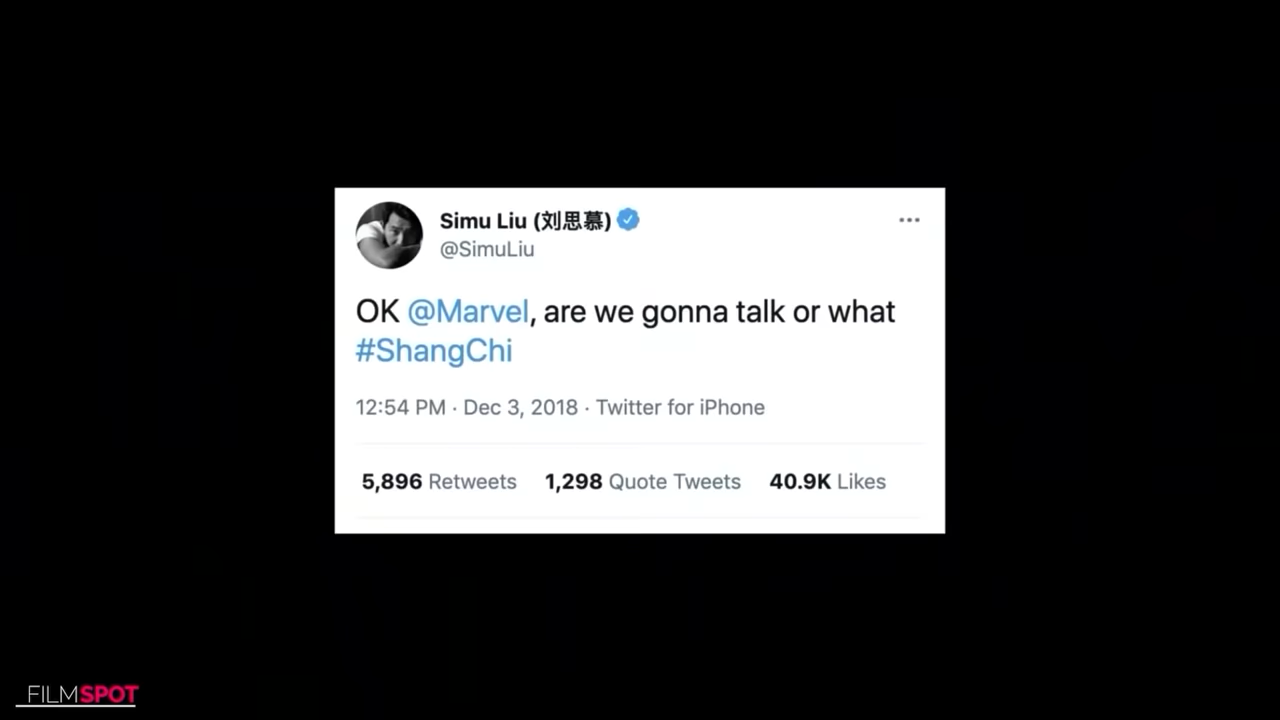 Simu Liu (刘思慕)
@SimuLiu
OK @Marvel, are we gonna talk or what
#ShangChi
12:54 PM · Dec 3, 2018 · Twitter for iPhone
5,896 Retweets 1,298 Quote Tweets 40.9K Likes
FILMSPOT